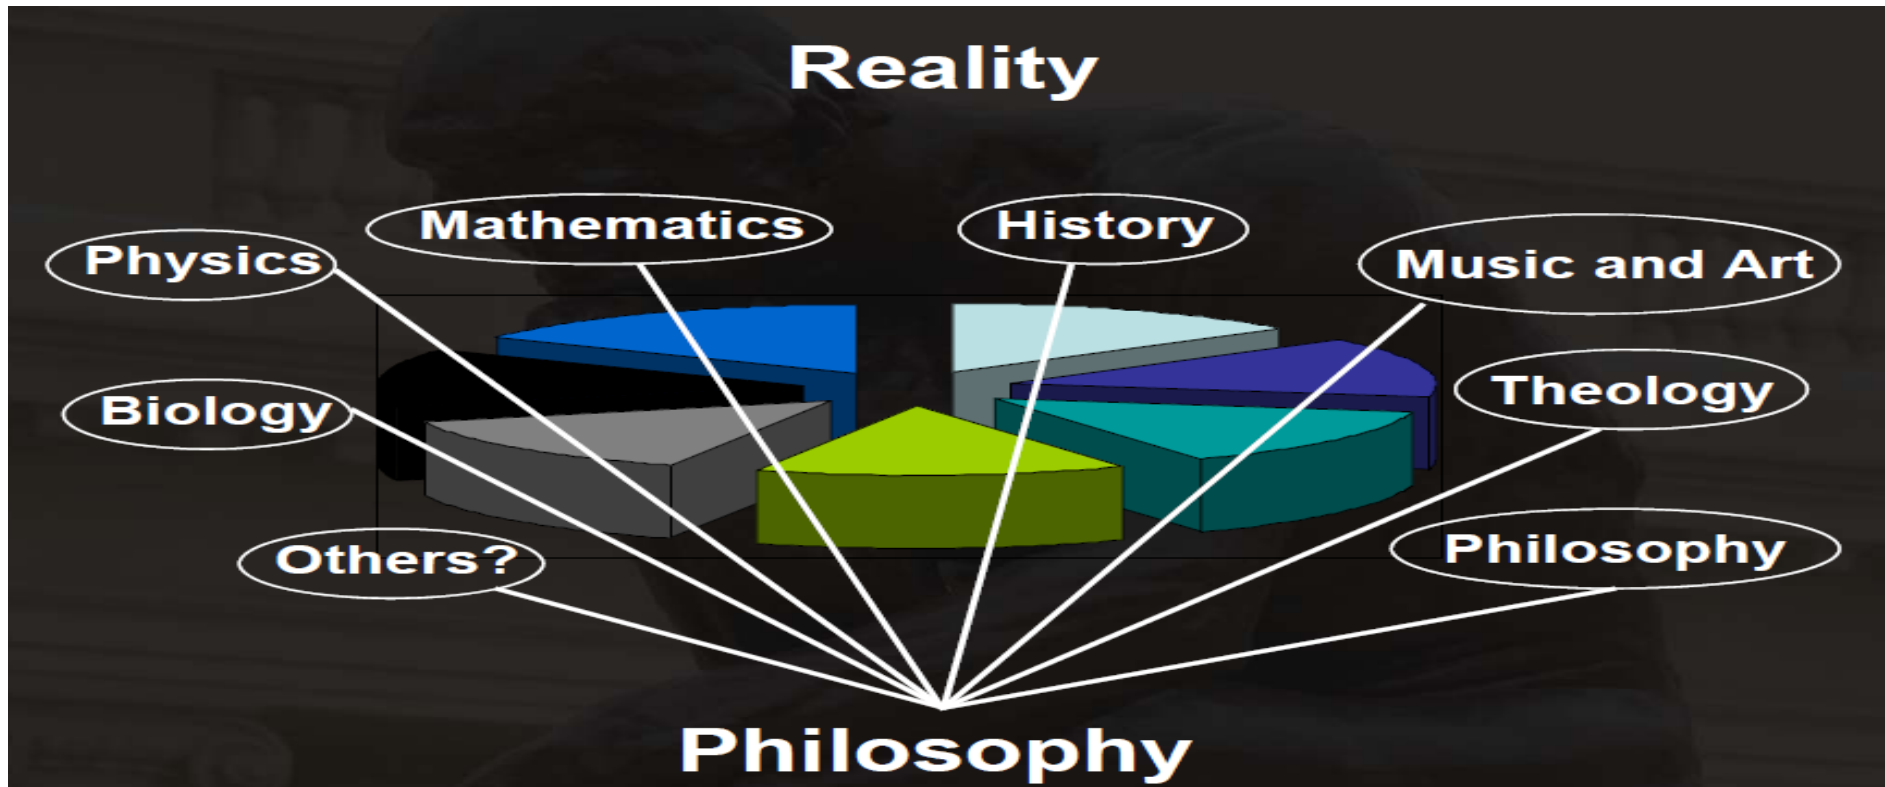 Reality
Mathematics
History
Physics
Music and Art
Theology
Biology
Philosophy
Others?
Philosophy